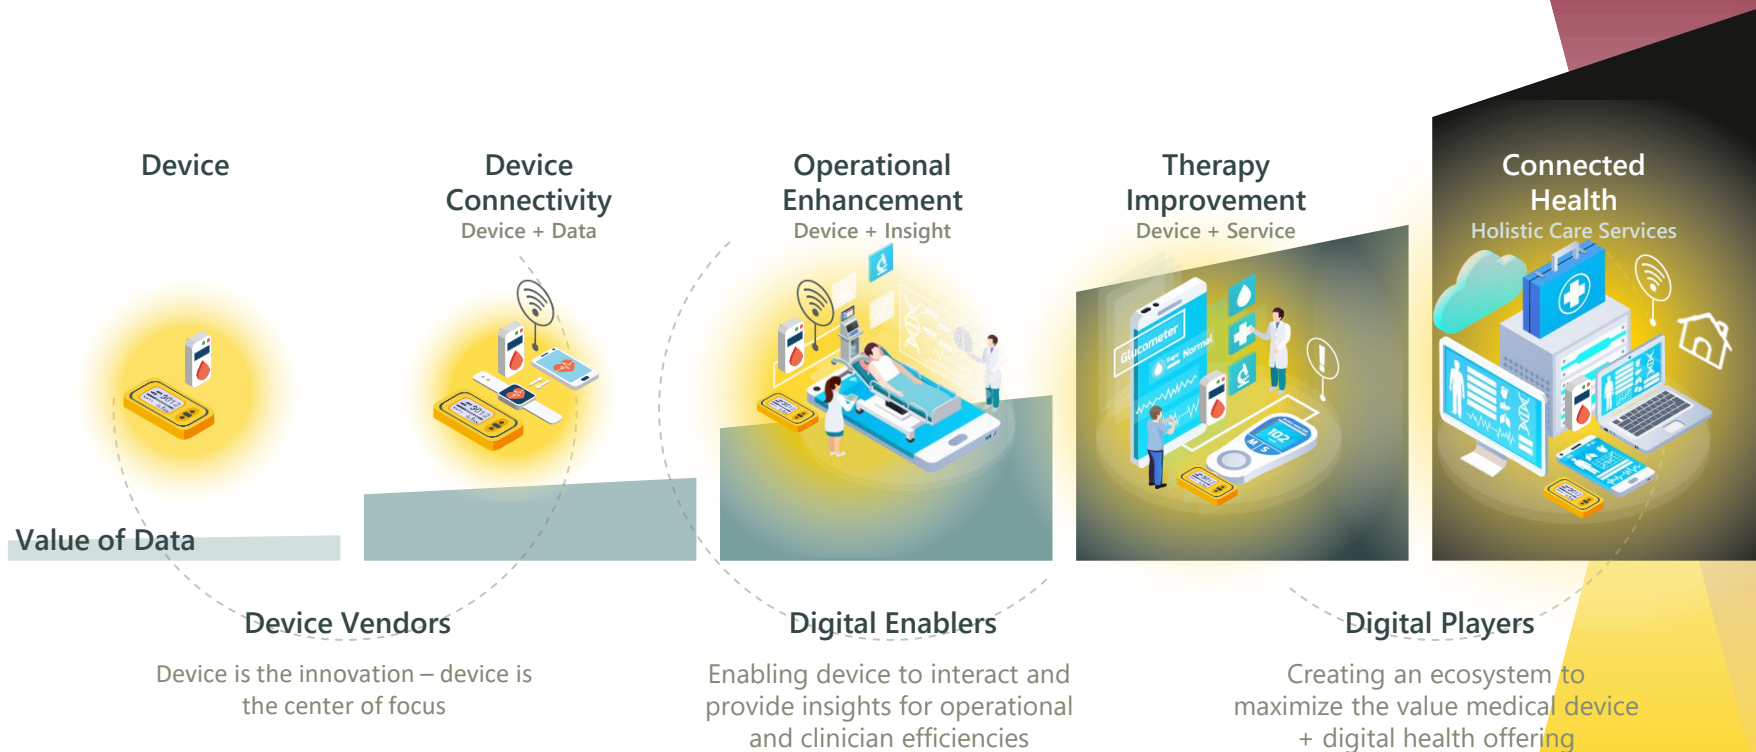 Device
Device
Connectivity
Device + Data
Operational
Enhancement
Device + Insight
Therapy
Improvement
Device + Service
Connected
Health
Holistic Care Services
Glucometer
Normal
102
M
S
Value of Data
Device Vendors
Device is the innovation – device is
the center of focus
Digital Enablers
Enabling device to interact and
provide insights for operational
and clinician efficiencies
Digital Players
Creating an ecosystem to
maximize the value medical device
+ digital health offering